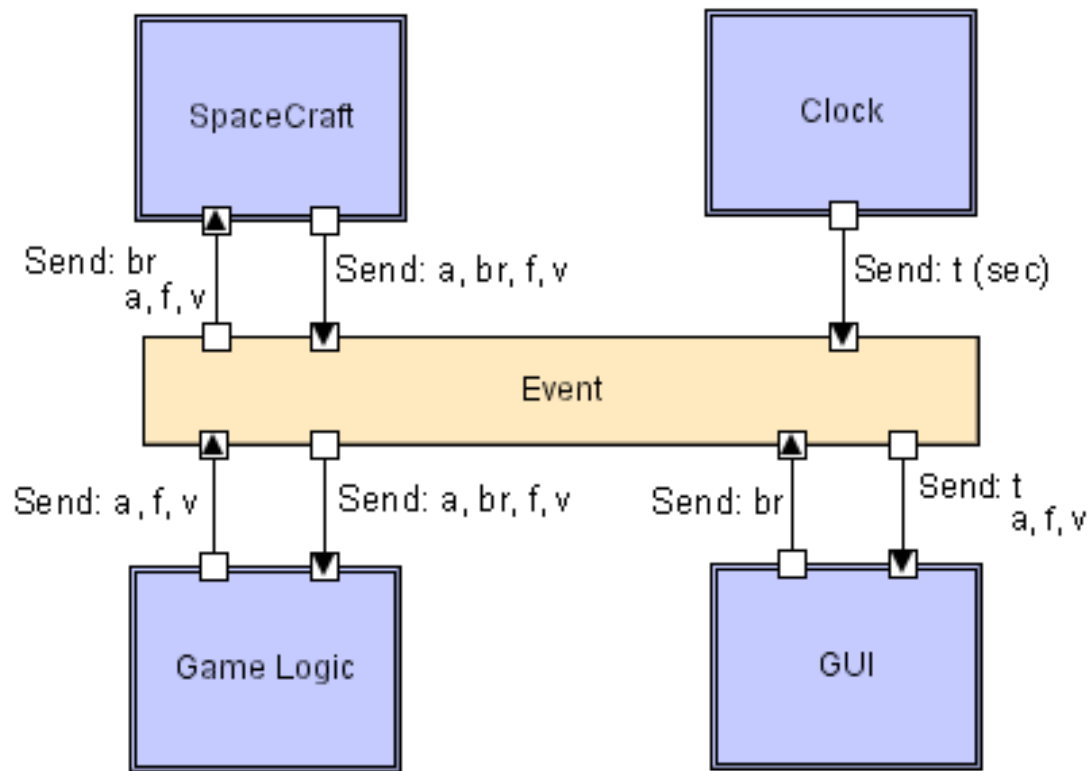 SpaceCraft
Clock
Send: br
a, f, v
Send: a, br, f, v
Send: t (sec)
Event
Send: a, f, v
Send: a, br, f, v
Send: br
Send: t
a, f, v
Game Logic
GUI